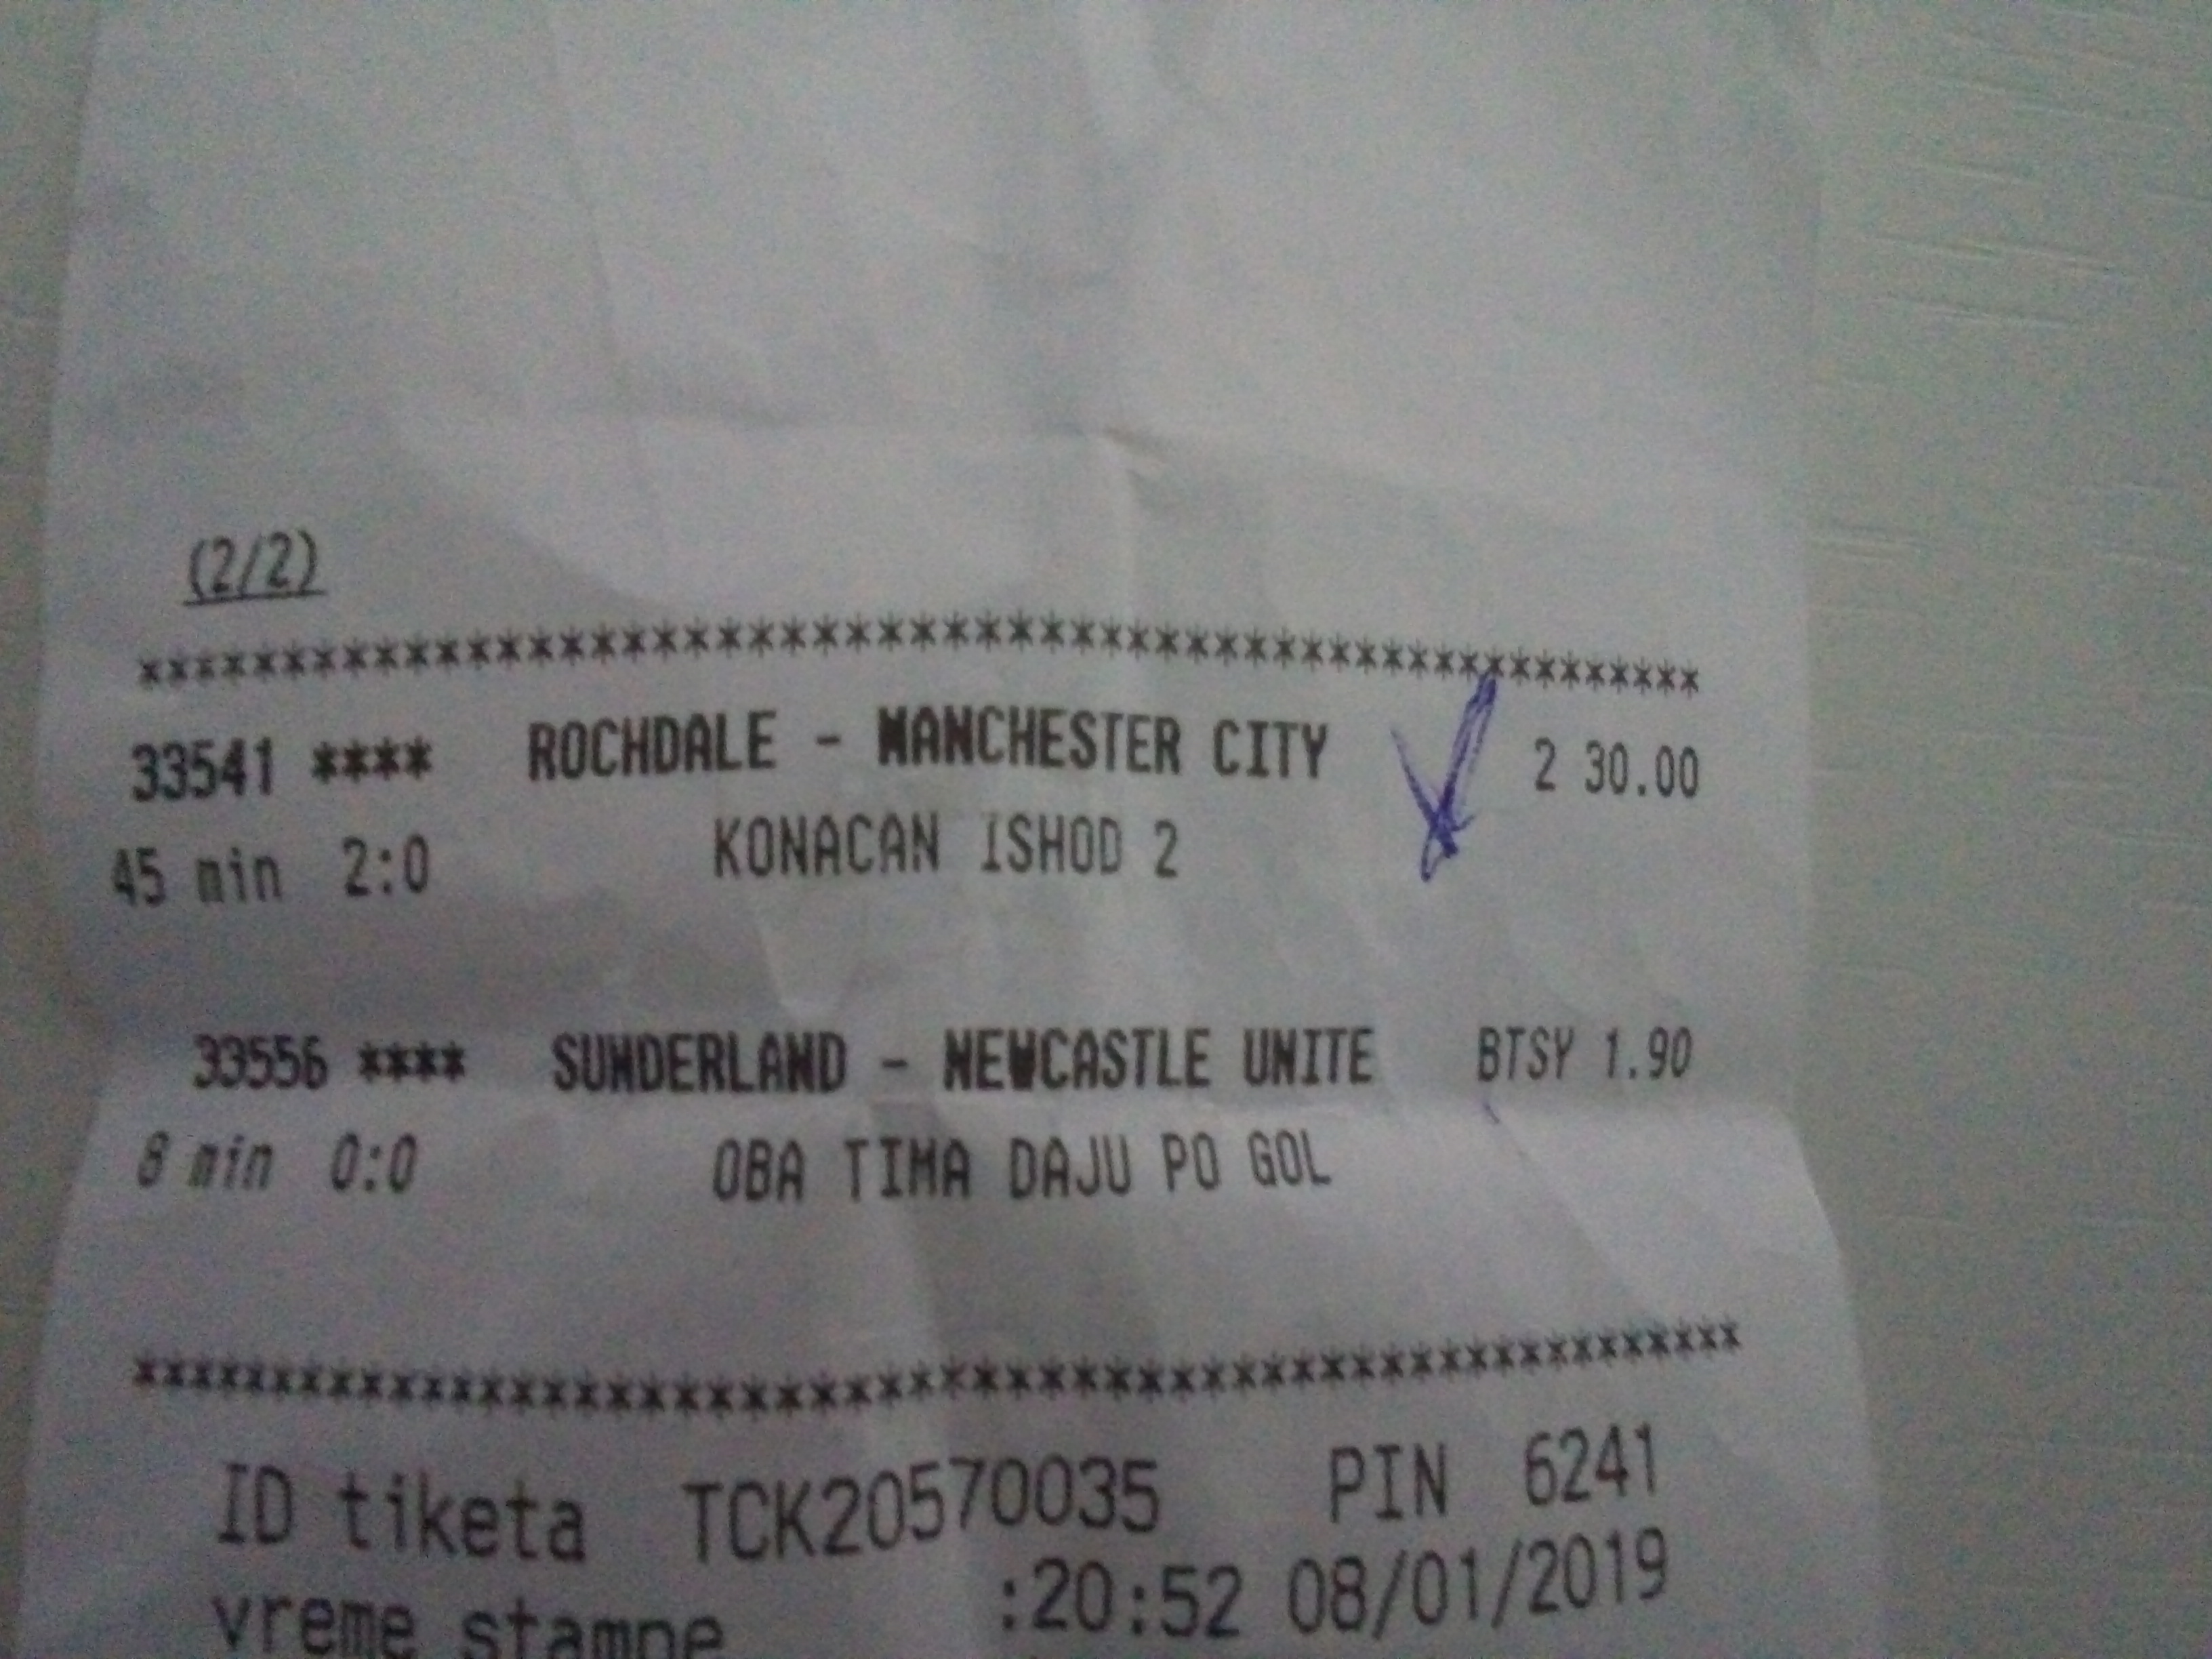 (2/2)
******************************************************
33541 **** ROCHDALE - MANCHESTER CITY 2 30.00
45 min 2:0 KONACAN ISHOD 2
33556 **** SUNDERLAND - NEWCASTLE UNITE BTSY 1.90
8 min 0:0 OBA TIMA DAJU PO GOL
******************************************************
ID tiketa TCK20570035 PIN 6241
vreme stampe :20:52 08/01/2019